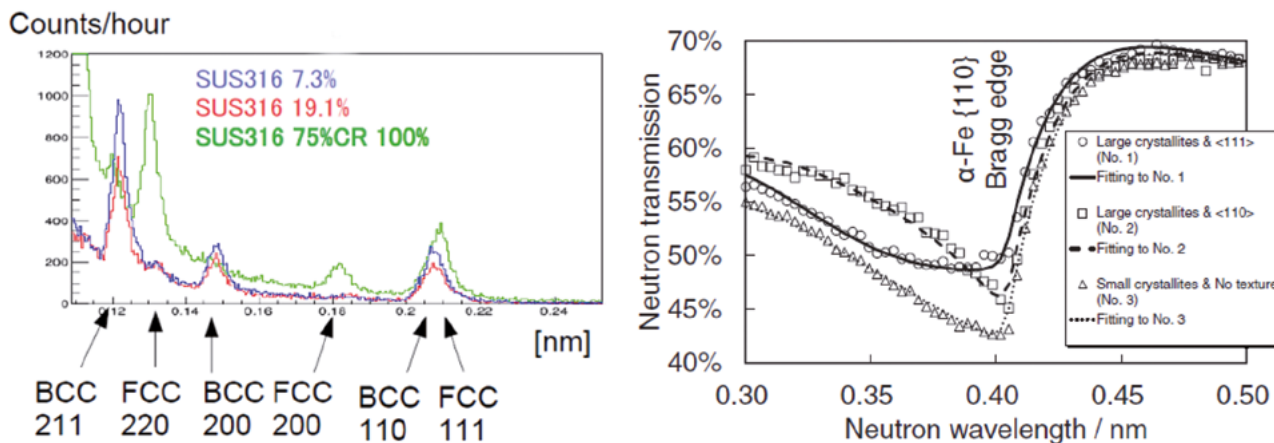 Counts/hour
1200
1000
800
600
400
200
0
SUS316 7.3%
SUS316 19.1%
SUS316 75%CR 100%
0.12
0.14
0.16
0.18
0.2
0.22
0.24
[nm]
BCC FCC BCC FCC BCC FCC
211 220 200 200 110 111
Neutron transmission
70%
65%
60%
55%
50%
45%
40%
α-Fe {110}
Bragg edge
Large crystallites & <111>
(No. 1)
Fitting to No. 1
Large crystallites & <110>
(No. 2)
Fitting to No. 2
Small crystallites & No texture
(No. 3)
Fitting to No. 3
0.30 0.35 0.40 0.45 0.50
Neutron wavelength / nm